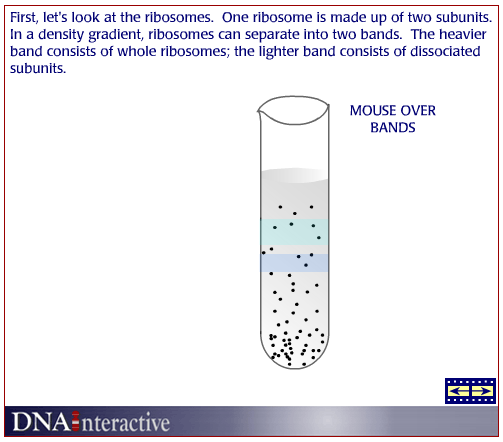 First, let's look at the ribosomes.  One ribosome is made up of two subunits.
In a density gradient, ribosomes can separate into two bands.  The heavier
band consists of whole ribosomes; the lighter band consists of dissociated
subunits.
MOUSE OVER
BANDS
DNAinteractive